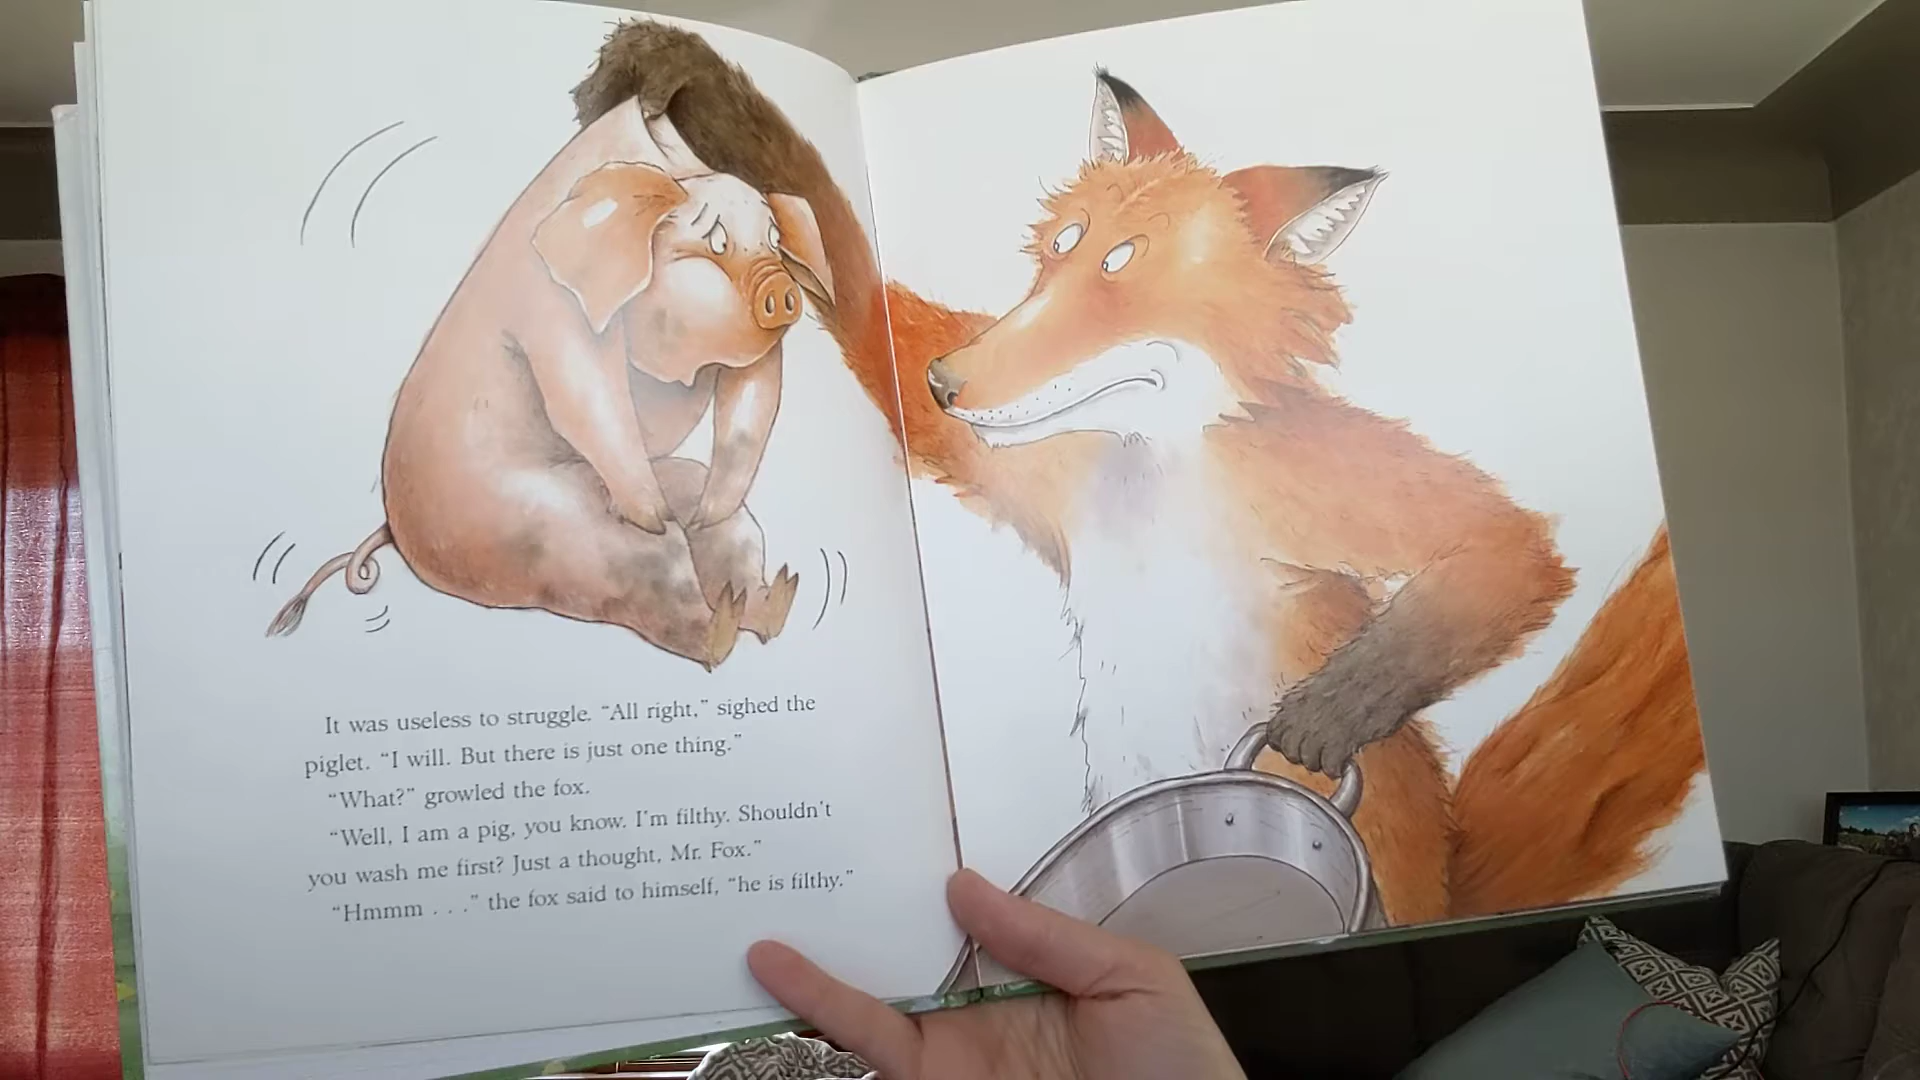 It was useless to struggle. “All right,” sighed the
piglet. “I will. But there is just one thing.”
“What?” growled the fox.
“Well, I am a pig, you know. I'm filthy. Shouldn't
you wash me first? Just a thought, Mr. Fox.”
“Hmmm . . .” the fox said to himself, “he is filthy.”